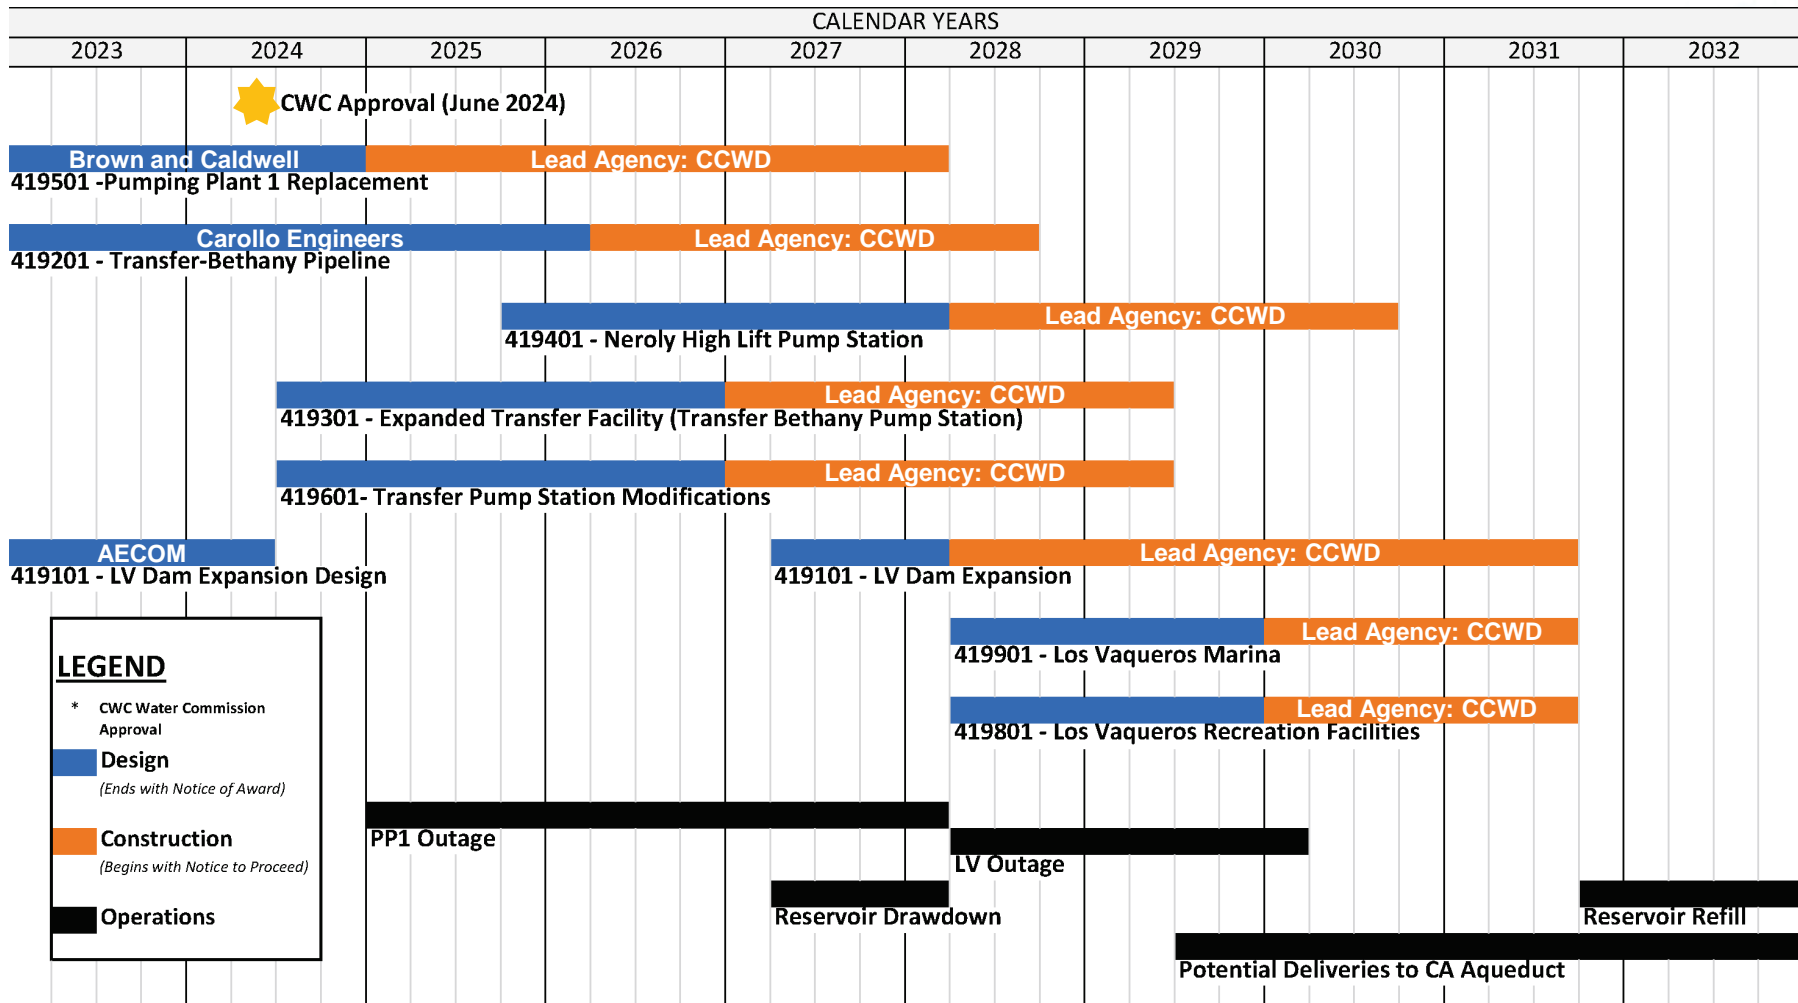 CALENDAR YEARS
2023 2024 2025 2026 2027 2028 2029 2030 2031 2032
CWC Approval (June 2024)
Brown and Caldwell Lead Agency: CCWD
419501 -Pumping Plant 1 Replacement
Carollo Engineers Lead Agency: CCWD
419201 - Transfer-Bethany Pipeline
Lead Agency: CCWD
419401 - Neroly High Lift Pump Station
Lead Agency: CCWD
419301 - Expanded Transfer Facility (Transfer Bethany Pump Station)
Lead Agency: CCWD
419601- Transfer Pump Station Modifications
AECOM Lead Agency: CCWD
419101 - LV Dam Expansion Design 419101 - LV Dam Expansion
Lead Agency: CCWD
419901 - Los Vaqueros Marina
Lead Agency: CCWD
419801 - Los Vaqueros Recreation Facilities
LEGEND
* CWC Water Commission
Approval
Design
(Ends with Notice of Award)
Construction
(Begins with Notice to Proceed)
Operations
PP1 Outage
LV Outage
Reservoir Drawdown Reservoir Refill
Potential Deliveries to CA Aqueduct